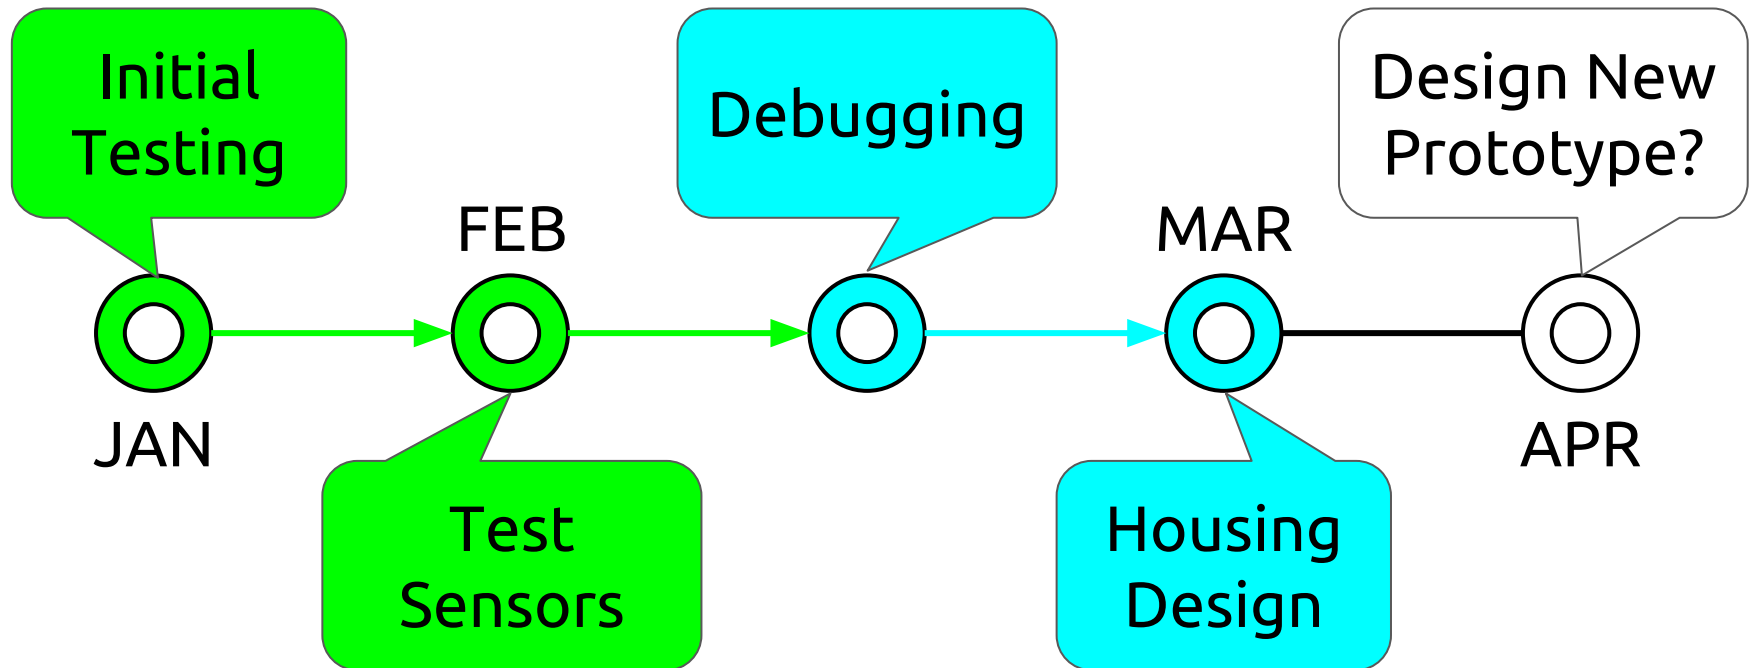 Initial
Testing
JAN
FEB
Test
Sensors
Debugging
MAR
Housing
Design
Design New
Prototype?
APR